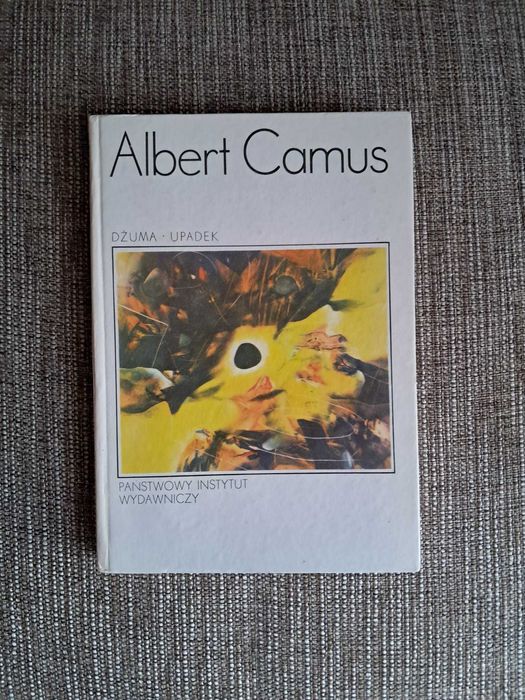 Albert Camus
DŻUMA · UPADEK
PAŃSTWOWY INSTYTUT
WYDAWNICZY